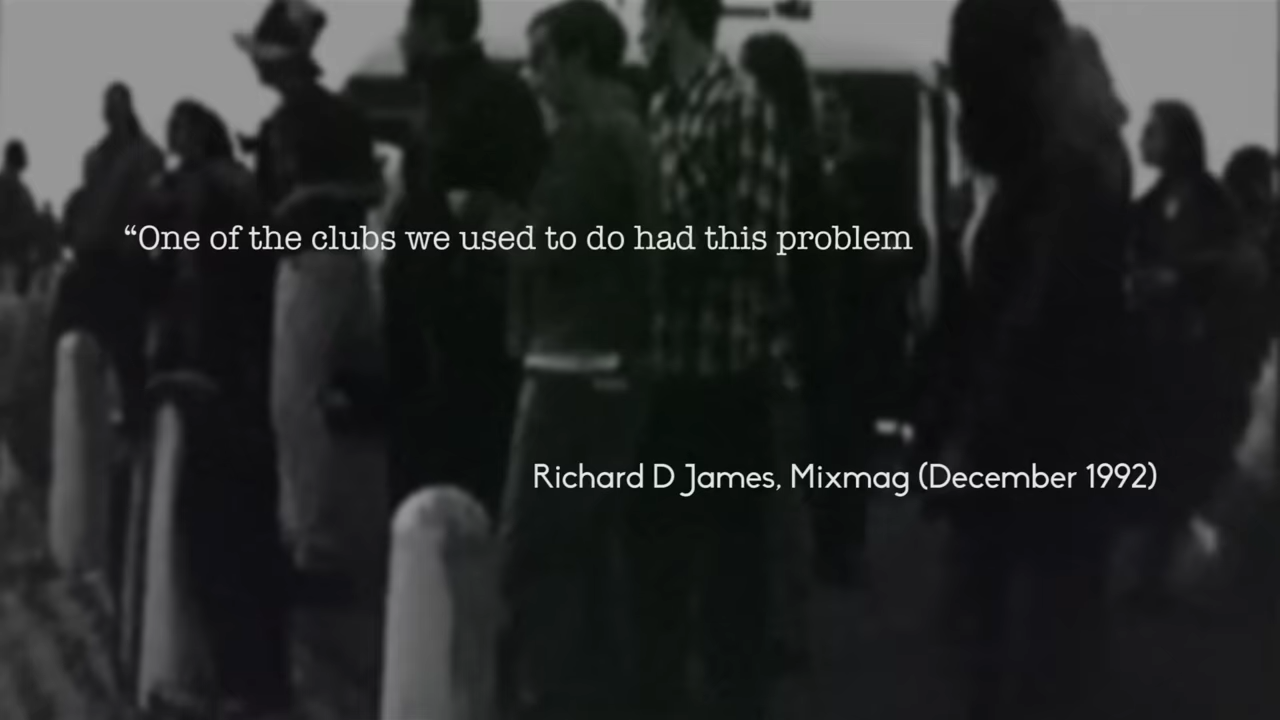 “One of the clubs we used to do had this problem
Richard D James, Mixmag (December 1992)